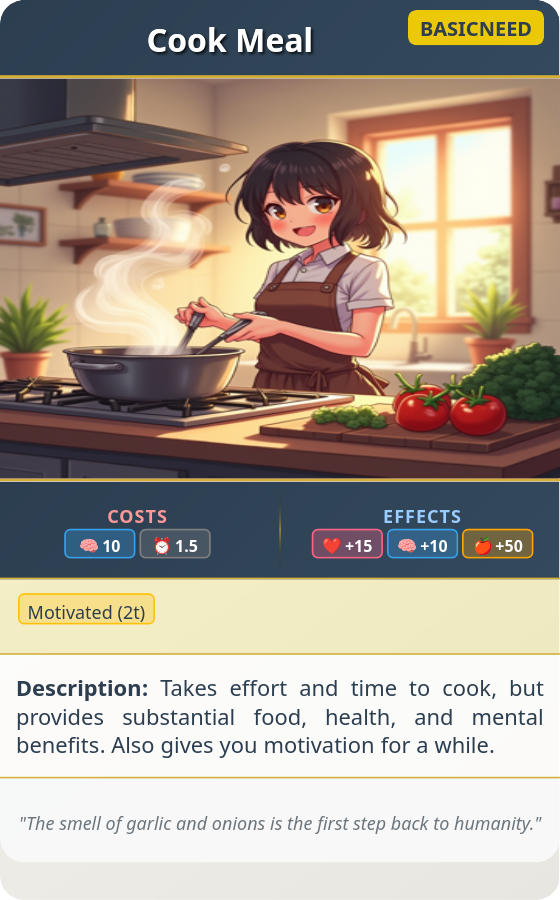 Cook Meal
BASICNEED
COSTS
🧠 10 ⏰ 1.5
EFFECTS
❤️ +15 🧠 +10 🍎 +50
Motivated (2t)
Description: Takes effort and time to cook, but
provides substantial food, health, and mental
benefits. Also gives you motivation for a while.
"The smell of garlic and onions is the first step back to humanity."